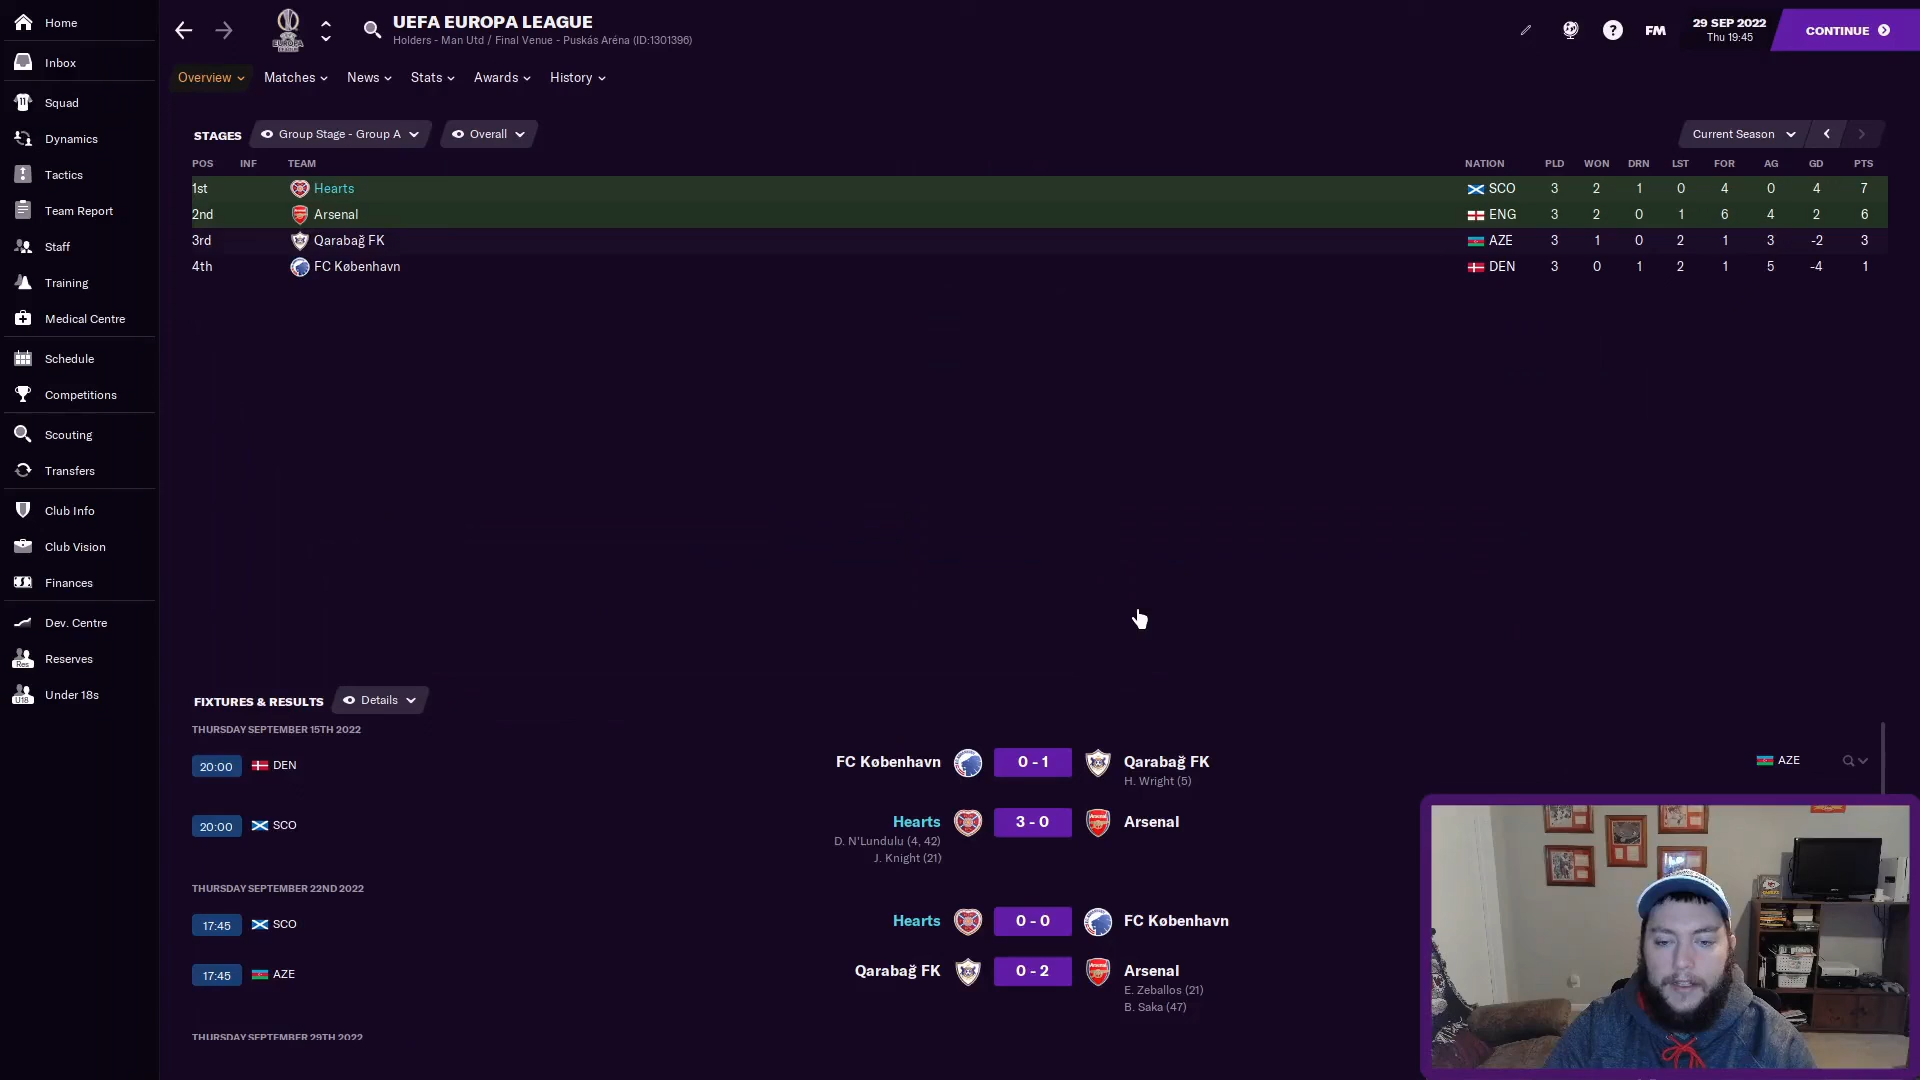 Home
Inbox
Squad
Dynamics
Tactics
Team Report
Staff
Training
Medical Centre
Schedule
Competitions
Scouting
Transfers
Club Info
Club Vision
Finances
Dev. Centre
Reserves
Under 18s
UEFA EUROPA LEAGUE
Holders - Man Utd / Final Venue - Puskás Aréna (ID:1301396)
FM
29 SEP 2022
Thu 19:45
CONTINUE
Overview Matches News Stats Awards History
STAGES Group Stage - Group A Overall Current Season
POS INF TEAM NATION PLD WON DRN LST FOR AG GD PTS
1st Hearts SCO 3 2 1 0 4 0 4 7
2nd Arsenal ENG 3 2 0 1 6 4 2 6
3rd Qarabağ FK AZE 3 1 0 2 1 3 -2 3
4th FC København DEN 3 0 1 2 1 5 -4 1
FIXTURES & RESULTS Details
THURSDAY SEPTEMBER 15TH 2022
20:00 DEN FC København 0 - 1 Qarabağ FK AZE
H. Wright (5)
20:00 SCO Hearts 3 - 0 Arsenal
D. N'Lundulu (4, 42)
J. Knight (21)
THURSDAY SEPTEMBER 22ND 2022
17:45 SCO Hearts 0 - 0 FC København
17:45 AZE Qarabağ FK 0 - 2 Arsenal
E. Zeballos (21)
B. Saka (47)
THURSDAY SEPTEMBER 29TH 2022